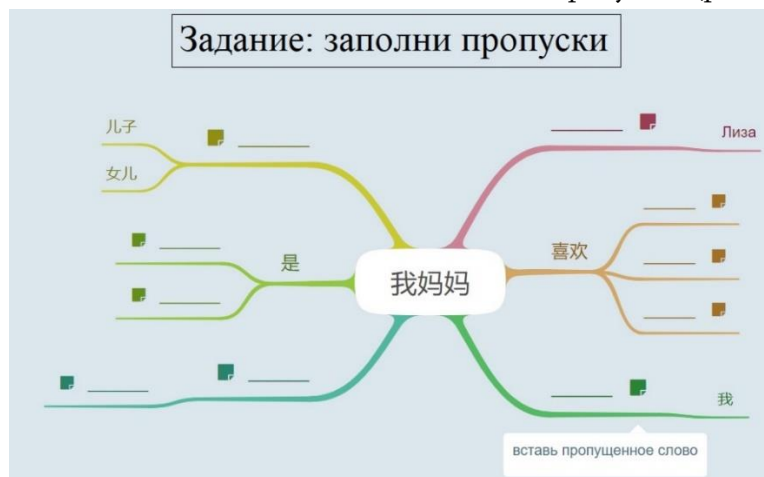 Задание: заполни пропуски
儿子
女儿
是
我妈妈
Лиза
喜欢
我
вставь пропущенное слово